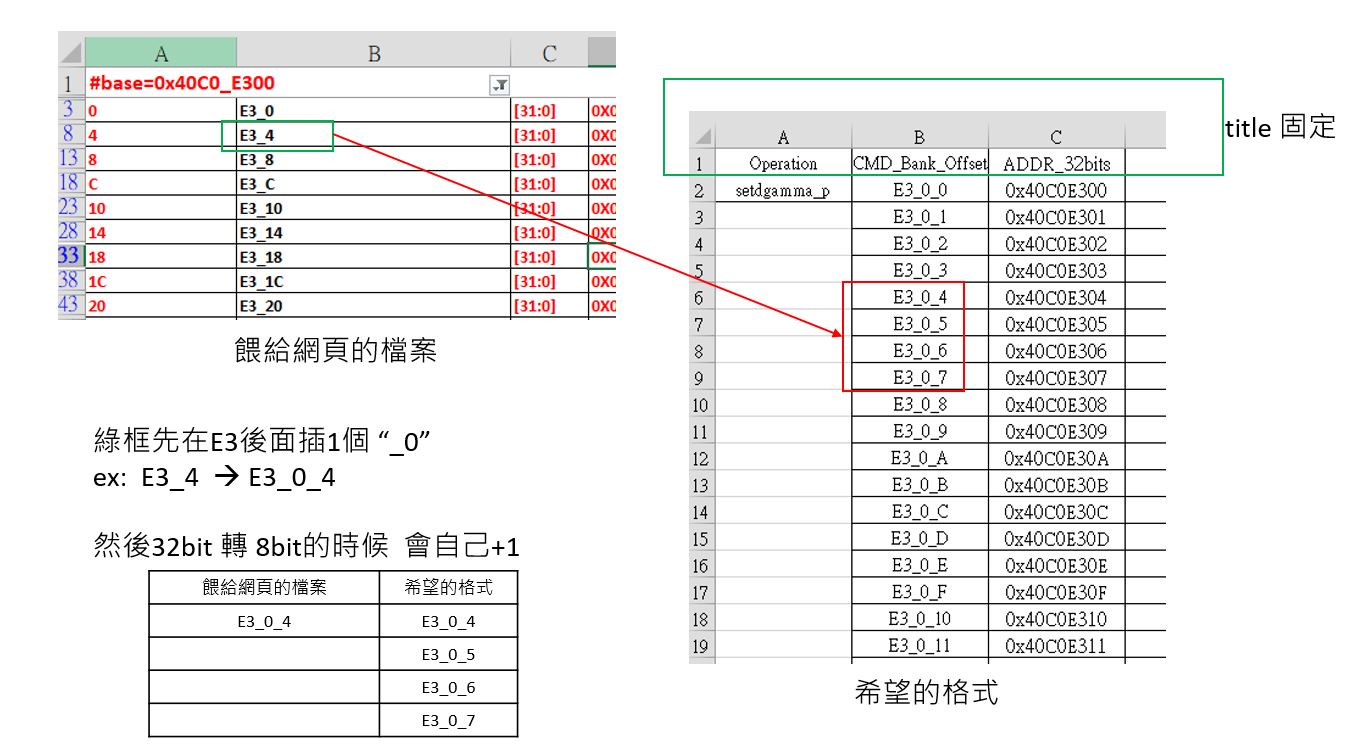 A B C
1 #base=0x40C0_E300
3 0 E3_0 [31:0] 0X0
8 4 E3_4 [31:0] 0X0
13 8 E3_8 [31:0] 0X0
18 C E3_C [31:0] 0X0
23 10 E3_10 [31:0] 0X0
28 14 E3_14 [31:0] 0X0
33 18 E3_18 [31:0] 0X0
38 1C E3_1C [31:0] 0X0
43 20 E3_20 [31:0] 0X0
餵給網頁的檔案
綠框先在E3後面插1個 “_0”
ex: E3_4 → E3_0_4
然後32bit 轉 8bit的時候 會自己+1
餵給網頁的檔案 希望的格式
E3_0_4 E3_0_4
E3_0_5
E3_0_6
E3_0_7
title 固定
A B C
1 Operation CMD_Bank_Offset ADDR_32bits
2 setdgamma_p E3_0_0 0x40C0E300
3 E3_0_1 0x40C0E301
4 E3_0_2 0x40C0E302
5 E3_0_3 0x40C0E303
6 E3_0_4 0x40C0E304
7 E3_0_5 0x40C0E305
8 E3_0_6 0x40C0E306
9 E3_0_7 0x40C0E307
10 E3_0_8 0x40C0E308
11 E3_0_9 0x40C0E309
12 E3_0_A 0x40C0E30A
13 E3_0_B 0x40C0E30B
14 E3_0_C 0x40C0E30C
15 E3_0_D 0x40C0E30D
16 E3_0_E 0x40C0E30E
17 E3_0_F 0x40C0E30F
18 E3_0_10 0x40C0E310
19 E3_0_11 0x40C0E311
希望的格式